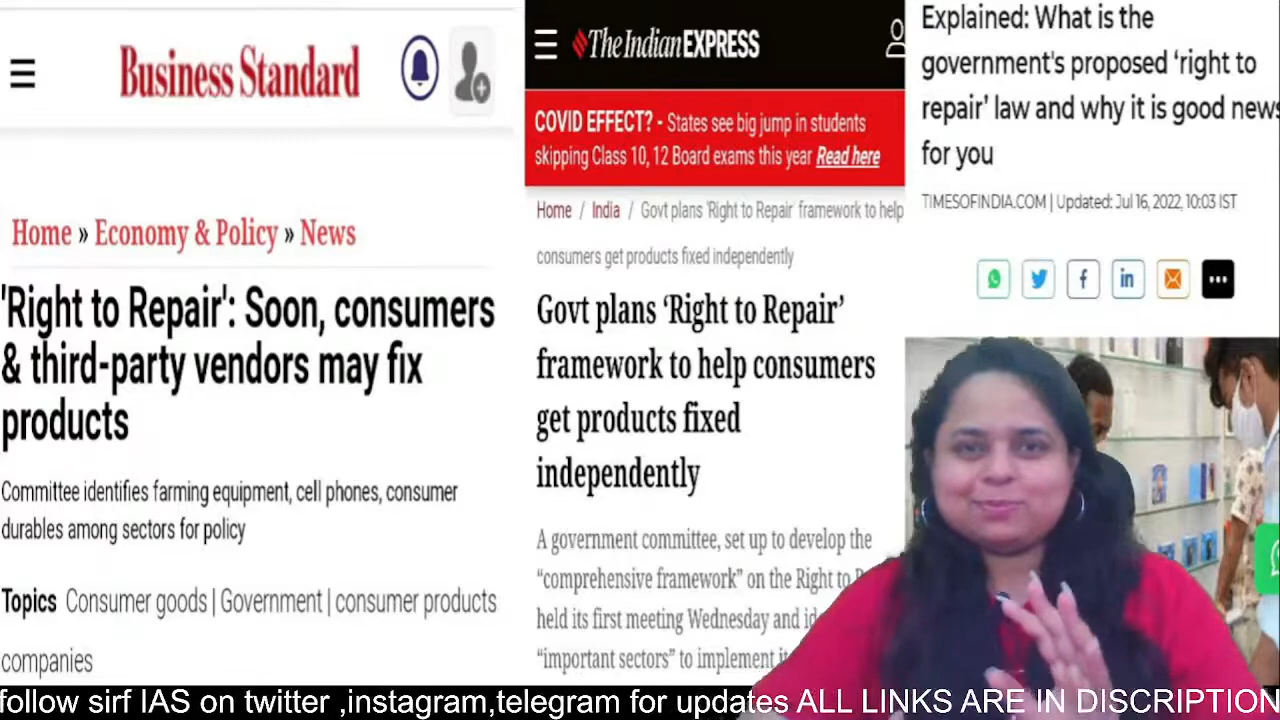 Business Standard
Home » Economy & Policy » News
'Right to Repair': Soon, consumers
& third-party vendors may fix
products
Committee identifies farming equipment, cell phones, consumer
durables among sectors for policy
Topics Consumer goods | Government | consumer products
companies
The Indian EXPRESS
COVID EFFECT? - States see big jump in students
skipping Class 10, 12 Board exams this year Read here
Home / India / Govt plans 'Right to Repair' framework to help
consumers get products fixed independently
Govt plans ‘Right to Repair’
framework to help consumers
get products fixed
independently
A government committee, set up to develop the
“comprehensive framework” on the Right to
held its first meeting Wednesday and
“important sectors” to implement
Explained: What is the
government's proposed ‘right to
repair’ law and why it is good news
for you
TIMESOFINDIA.COM | Updated: Jul 16, 2022, 10:03 IST
follow sirf IAS on twitter ,instagram,telegram for updates ALL LINKS ARE IN DISCRIPTION